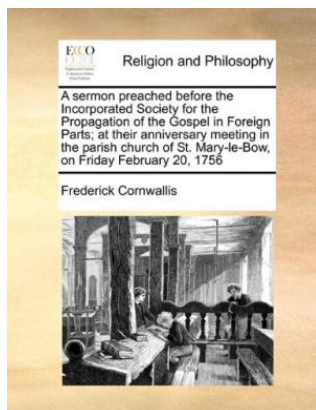 ECCO
Religion and Philosophy
A sermon preached before the
Incorporated Society for the
Propagation of the Gospel in Foreign
Parts; at their anniversary meeting in
the parish church of St. Mary-le-Bow,
on Friday February 20, 1756
Frederick Cornwallis